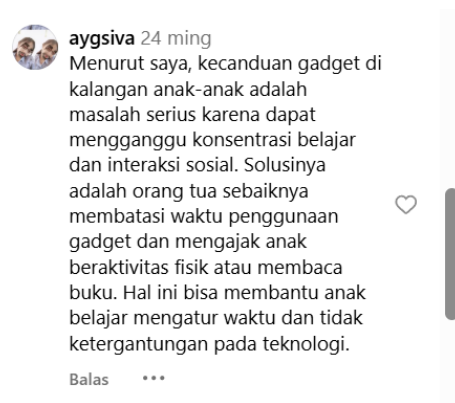 aygsiva 24 ming
Menurut saya, kecanduan gadget di
kalangan anak-anak adalah
masalah serius karena dapat
mengganggu konsentrasi belajar
dan interaksi sosial. Solusinya
adalah orang tua sebaiknya
membatasi waktu penggunaan
gadget dan mengajak anak
beraktivitas fisik atau membaca
buku. Hal ini bisa membantu anak
belajar mengatur waktu dan tidak
ketergantungan pada teknologi.
Balas